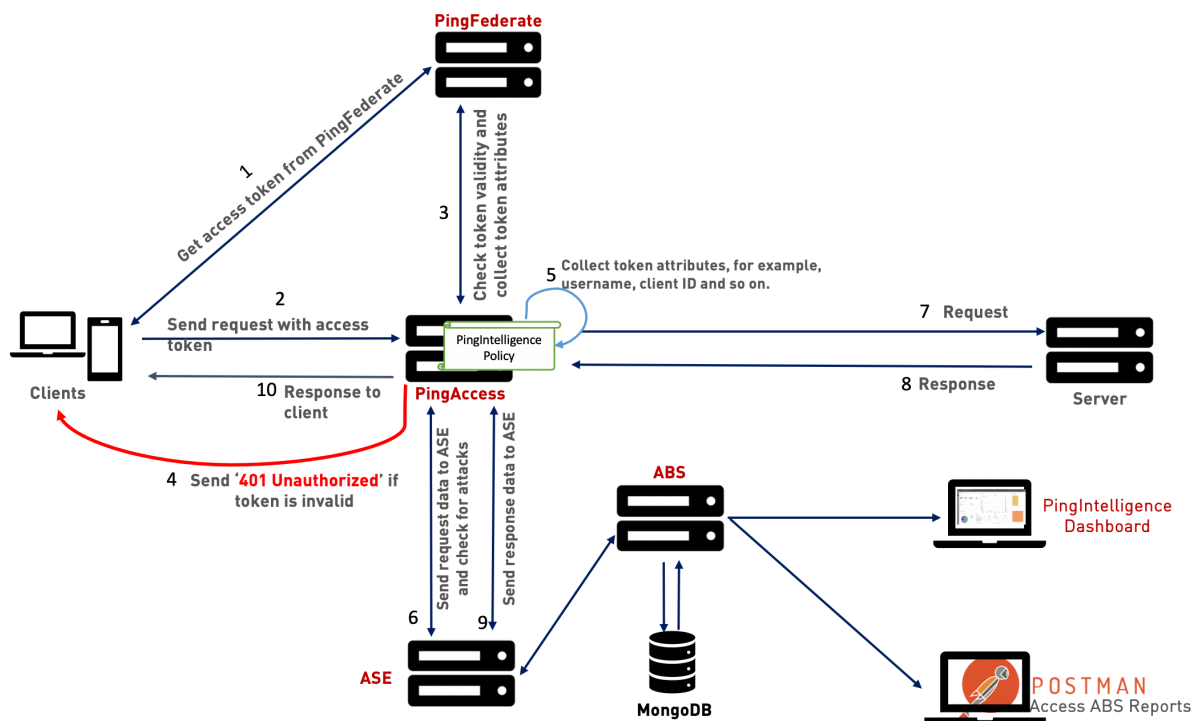 PingFederate
1
Get access token from PingFederate
3
Check token validity and
collect token attributes
5
Collect token attributes, for example,
username, client ID and so on.
2
Send request with access
token
PingIntelligence
Policy
7 Request
8 Response
Server
Clients
10 Response to
client
PingAccess
4 Send ‘401 Unauthorized’ if
token is invalid
Send request data to ASE
and check for attacks
Send response data to ASE
6
9
ASE
ABS
MongoDB
PingIntelligence
Dashboard
POSTMAN
Access ABS Reports